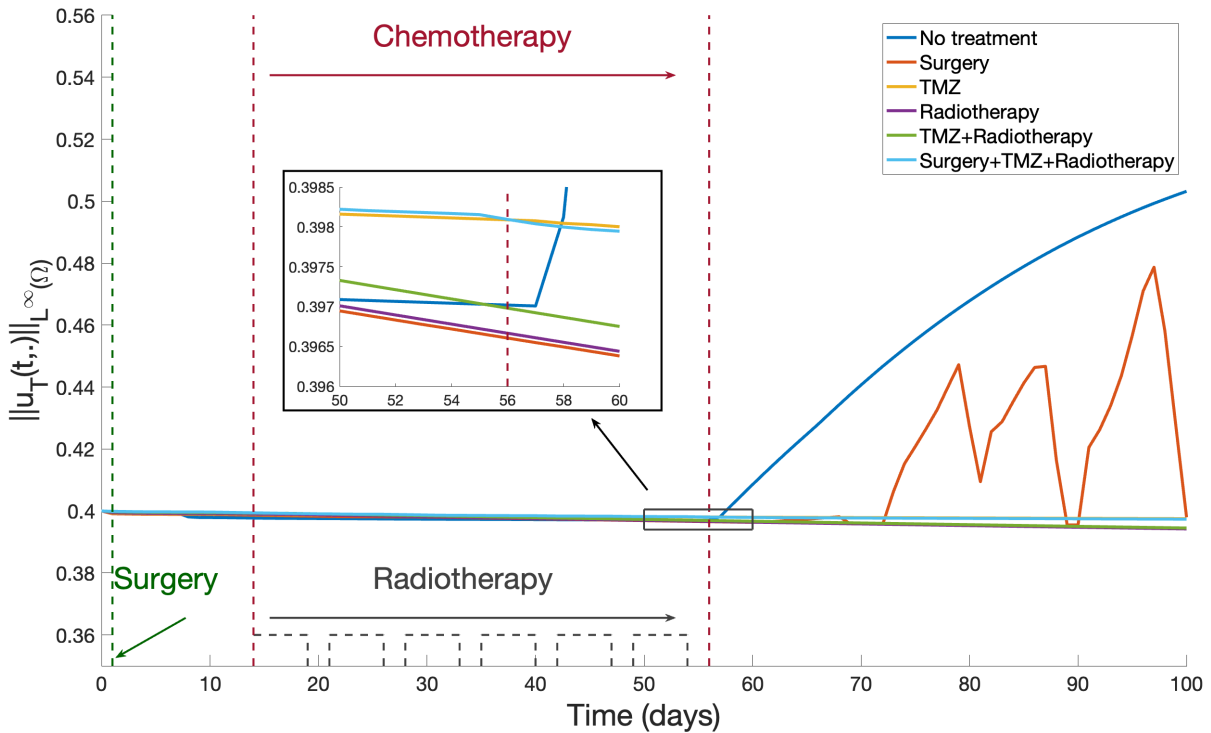 0.56
0.54
0.52
0.5
0.48
0.46
0.44
0.42
0.4
0.38
0.36
||u_T(t,.)||_L^∞(Ω)
Chemotherapy
No treatment
Surgery
TMZ
Radiotherapy
TMZ+Radiotherapy
Surgery+TMZ+Radiotherapy
0.3985
0.398
0.3975
0.397
0.3965
0.396
50 52 54 56 58 60
Surgery
Radiotherapy
0 10 20 30 40 50 60 70 80 90 100
Time (days)